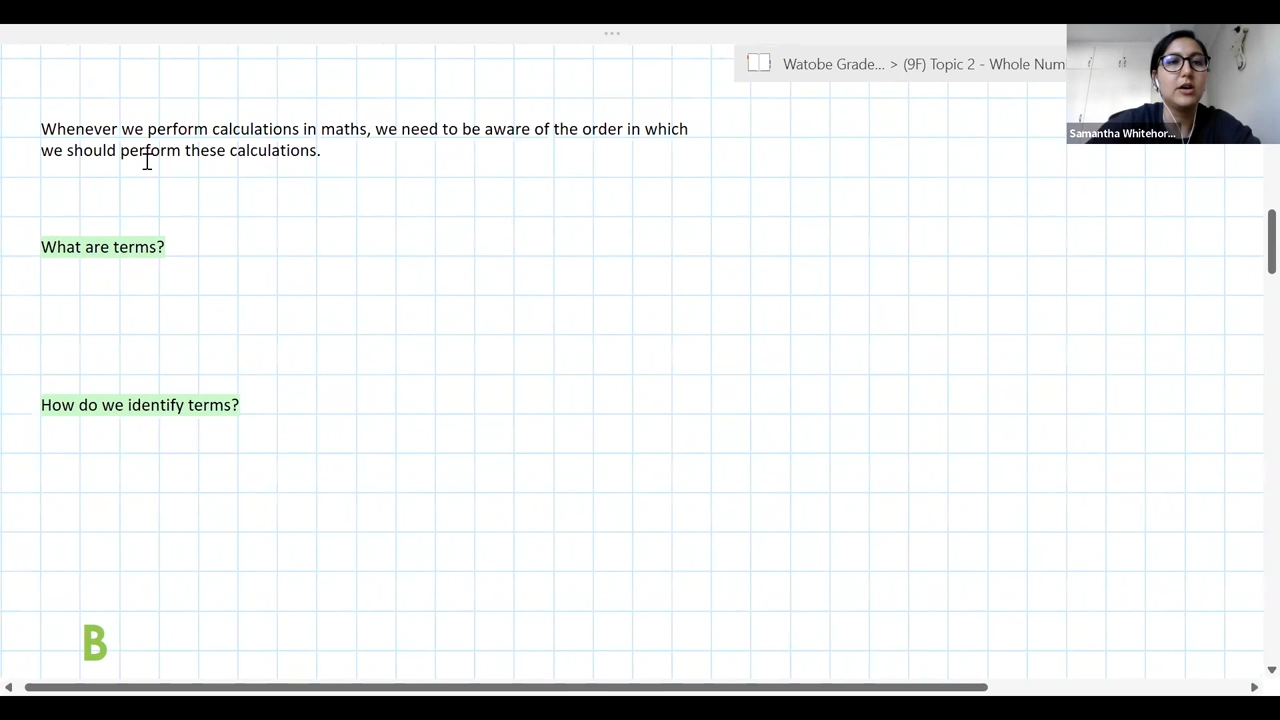 Watobe Grade... > (9F) Topic 2 - Whole Num
Samantha Whitehor...
Whenever we perform calculations in maths, we need to be aware of the order in which
we should perform these calculations.
What are terms?
How do we identify terms?
B